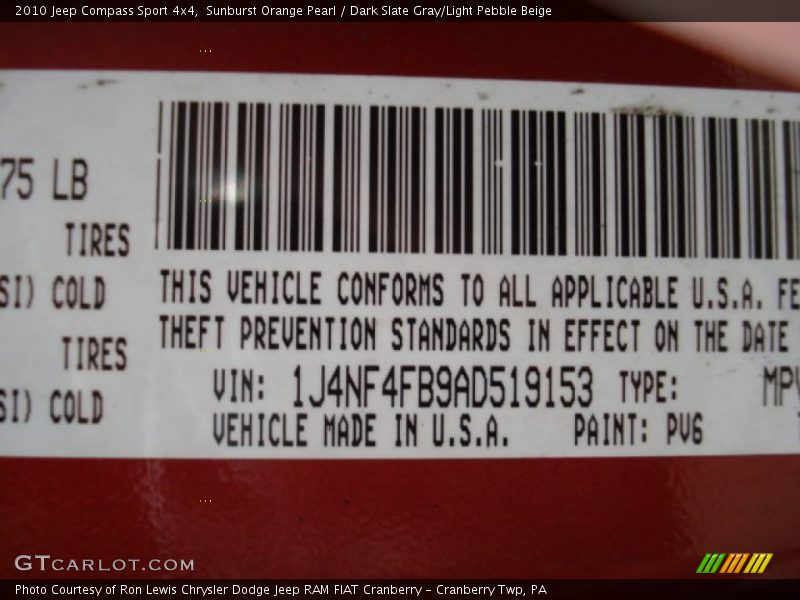 2010 Jeep Compass Sport 4x4,  Sunburst Orange Pearl / Dark Slate Gray/Light Pebble Beige
75 LB
TIRES
SI) COLD
THIS VEHICLE CONFORMS TO ALL APPLICABLE U.S.A. FE
THEFT PREVENTION STANDARDS IN EFFECT ON THE DATE
TIRES
VIN: 1J4NF4FB9AD519153 TYPE: MPV
SI) COLD
VEHICLE MADE IN U.S.A. PAINT: PV6
GTCARLOT.COM
Photo Courtesy of Ron Lewis Chrysler Dodge Jeep RAM FIAT Cranberry – Cranberry Twp, PA